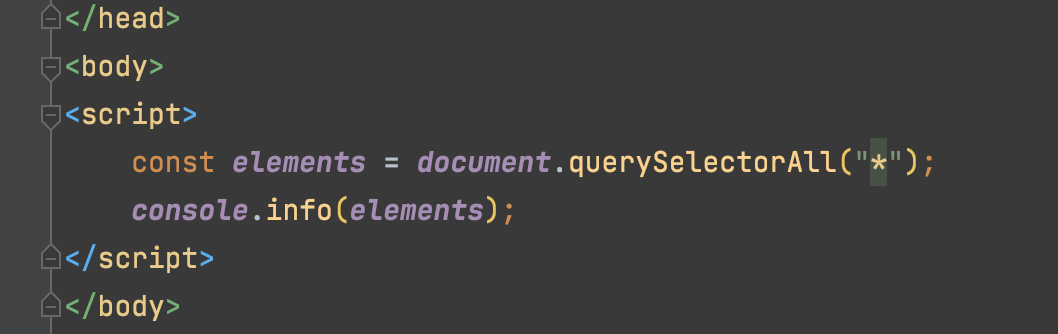 </head>
<body>
<script>
    const elements = document.querySelectorAll("*");
    console.info(elements);
</script>
</body>